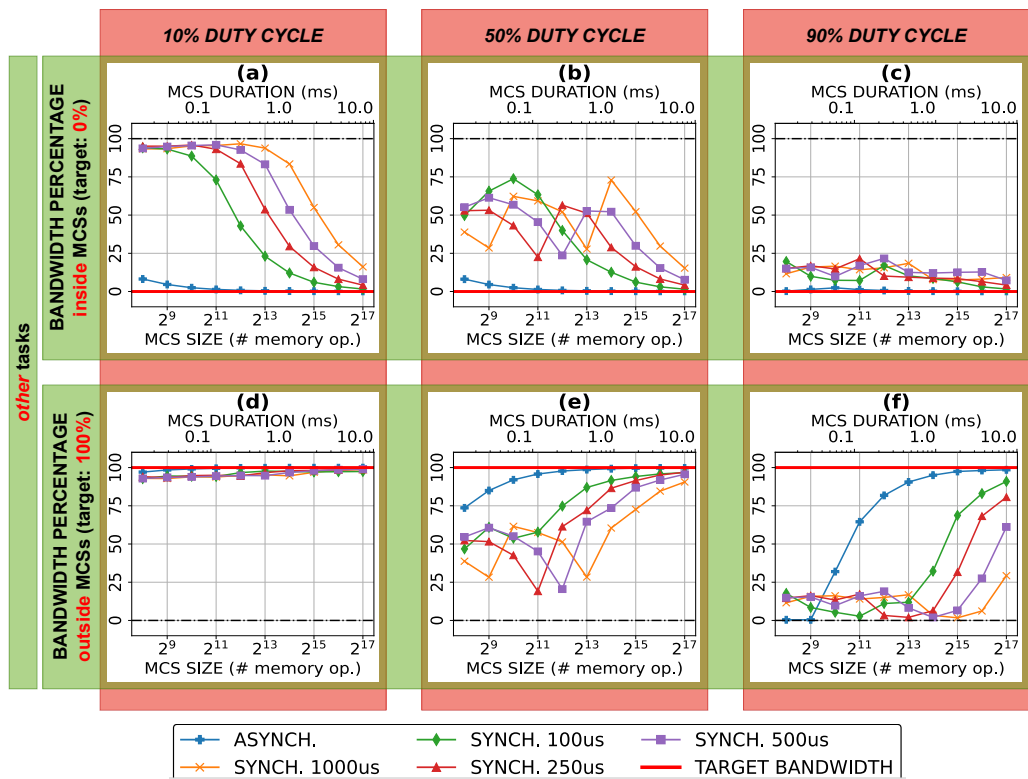 10% DUTY CYCLE
50% DUTY CYCLE
90% DUTY CYCLE
other tasks
BANDWIDTH PERCENTAGE
inside MCSs (target: 0%)
(a)
MCS DURATION (ms)
0.1 1.0 10.0
100
75
50
25
0
2^9 2^11 2^13 2^15 2^17
MCS SIZE (# memory op.)
(b)
MCS DURATION (ms)
0.1 1.0 10.0
100
75
50
25
0
2^9 2^11 2^13 2^15 2^17
MCS SIZE (# memory op.)
(c)
MCS DURATION (ms)
0.1 1.0 10.0
100
75
50
25
0
2^9 2^11 2^13 2^15 2^17
MCS SIZE (# memory op.)
BANDWIDTH PERCENTAGE
outside MCSs (target: 100%)
(d)
MCS DURATION (ms)
0.1 1.0 10.0
100
75
50
25
0
2^9 2^11 2^13 2^15 2^17
MCS SIZE (# memory op.)
(e)
MCS DURATION (ms)
0.1 1.0 10.0
100
75
50
25
0
2^9 2^11 2^13 2^15 2^17
MCS SIZE (# memory op.)
(f)
MCS DURATION (ms)
0.1 1.0 10.0
100
75
50
25
0
2^9 2^11 2^13 2^15 2^17
MCS SIZE (# memory op.)
ASYNCH.
SYNCH. 100us
SYNCH. 500us
SYNCH. 1000us
SYNCH. 250us
TARGET BANDWIDTH